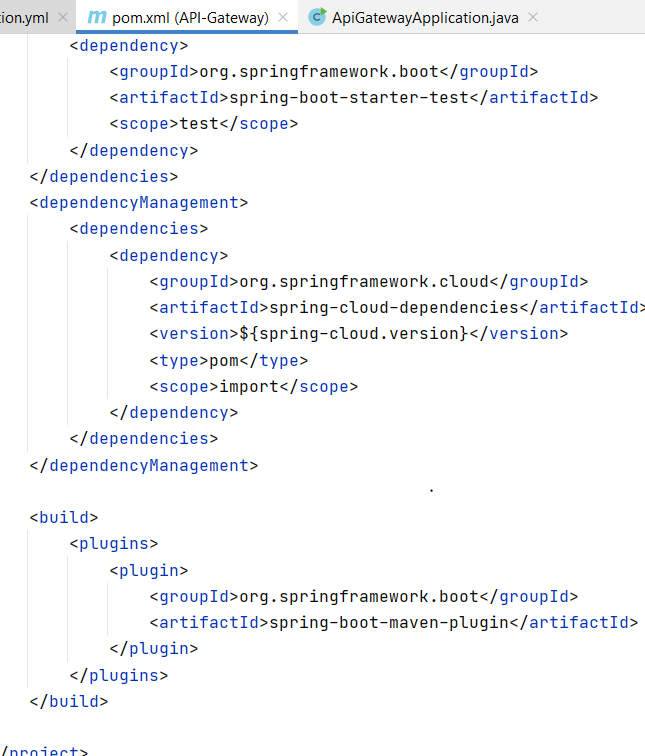 ion.yml
pom.xml (API-Gateway)
ApiGatewayApplication.java
<dependency>
<groupId>org.springframework.boot</groupId>
<artifactId>spring-boot-starter-test</artifactId>
<scope>test</scope>
</dependency>
</dependencies>
<dependencyManagement>
<dependencies>
<dependency>
<groupId>org.springframework.cloud</groupId>
<artifactId>spring-cloud-dependencies</artifactId>
<version>${spring-cloud.version}</version>
<type>pom</type>
<scope>import</scope>
</dependency>
</dependencies>
</dependencyManagement>
<build>
<plugins>
<plugin>
<groupId>org.springframework.boot</groupId>
<artifactId>spring-boot-maven-plugin</artifactId>
</plugin>
</plugins>
</build>
/project>